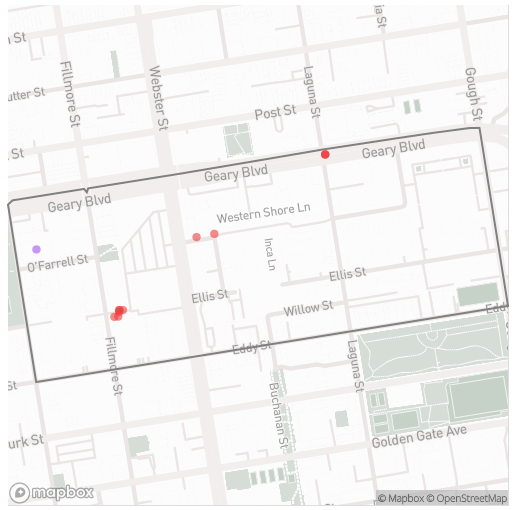 n St
ia St
utter St
Fillmore St
Webster St
Laguna St
Gough St
Post St
k St
Geary Blvd
Geary Blvd
Geary Blvd
Western Shore Ln
Inca Ln
O'Farrell St
Ellis St
Ellis St
Willow St
Eddy
Eddy St
Fillmore St
Laguna St
St
Buchanan St
urk St
Golden Gate Ave
mapbox
© Mapbox © OpenStreetMap